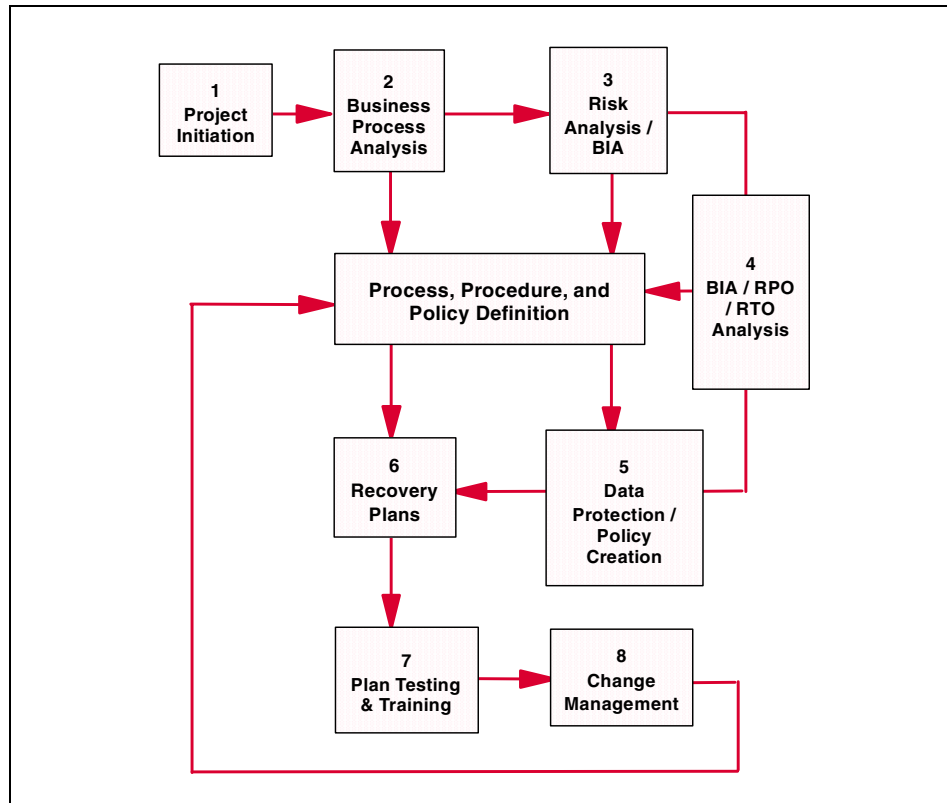 1
Project
Initiation
2
Business
Process
Analysis
3
Risk
Analysis /
BIA
4
BIA / RPO
/ RTO
Analysis
Process, Procedure, and
Policy Definition
6
Recovery
Plans
5
Data
Protection /
Policy
Creation
7
Plan Testing
& Training
8
Change
Management